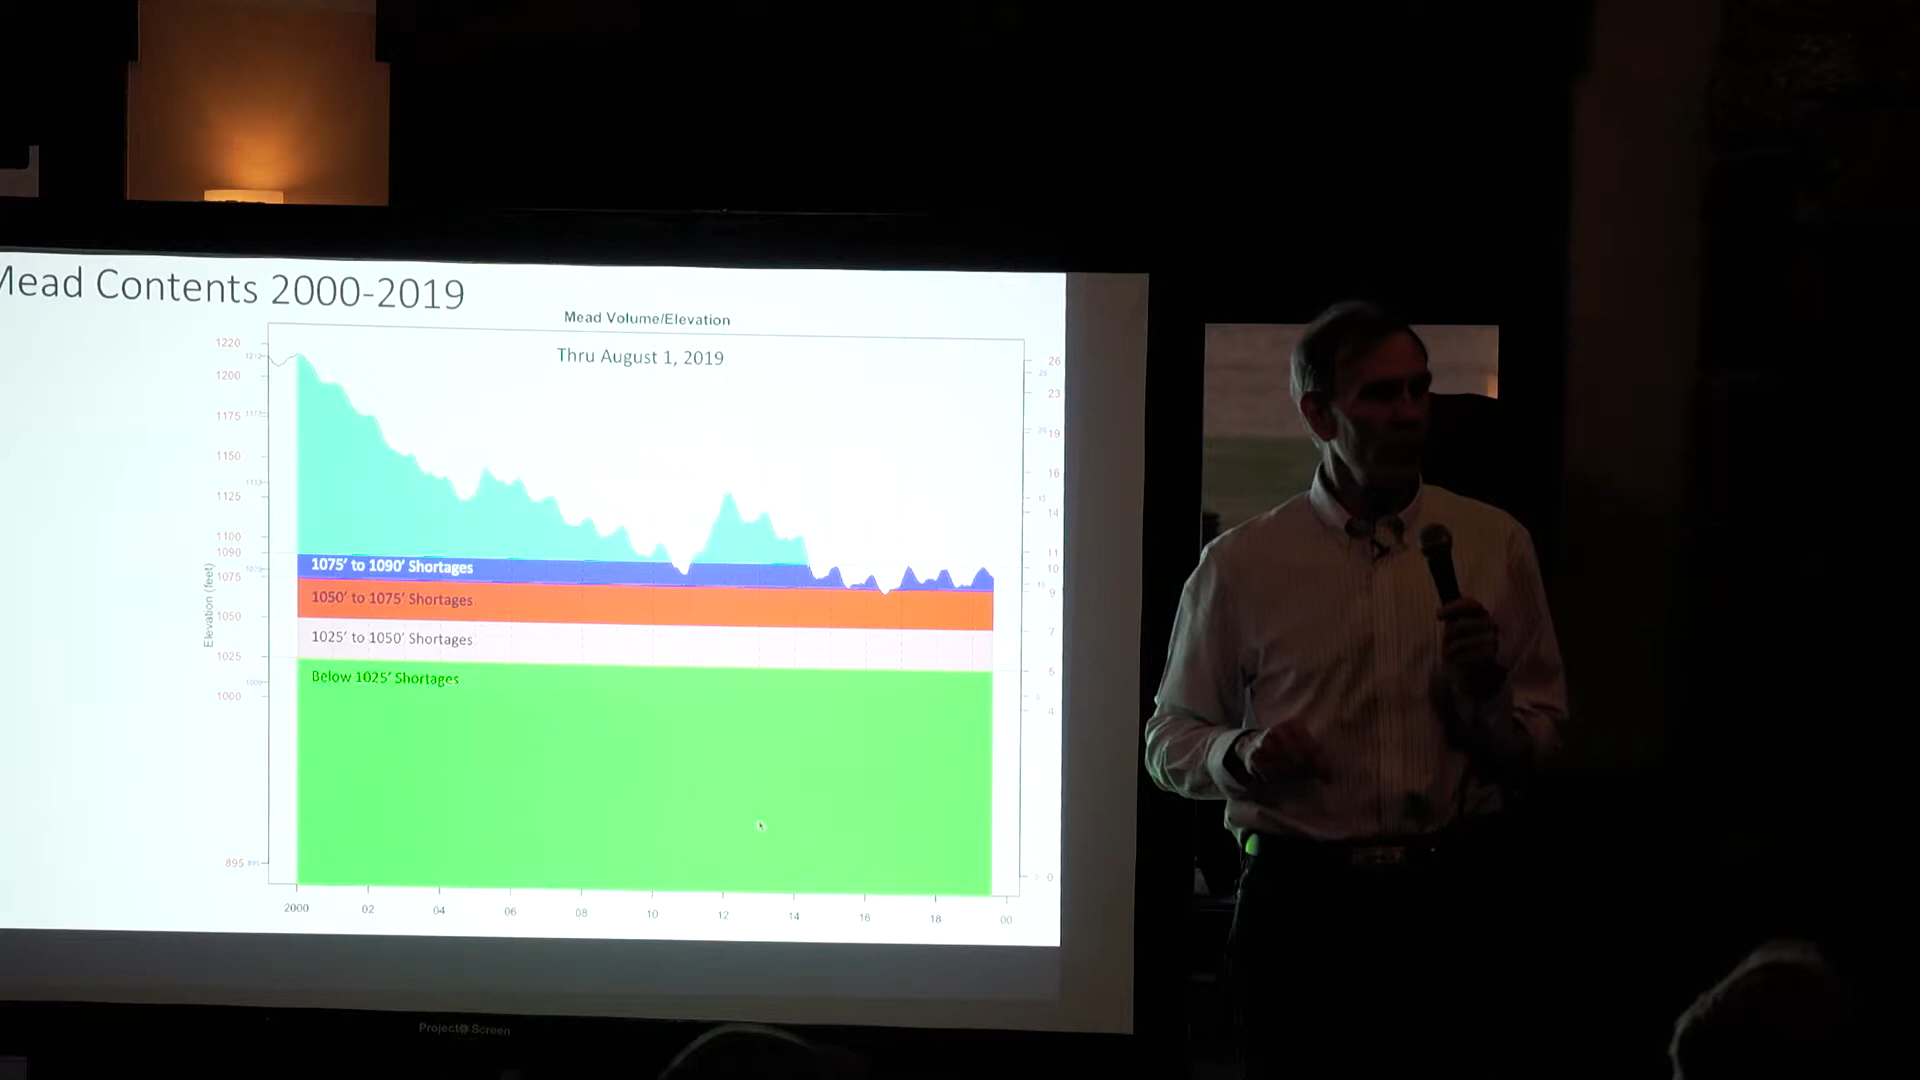 Mead Contents 2000-2019
Mead Volume/Elevation
Thru August 1, 2019
1220
1212
1200
1175
1150
1125
1100
1090
1075
1050
1025
1000
895
Elevation (feet)
1075' to 1090' Shortages
1050' to 1075' Shortages
1025' to 1050' Shortages
Below 1025' Shortages
26
23
20
19
16
15
14
11
10
9
7
5
4
0
2000 02 04 06 08 10 12 14 16 18 00
Project Screen